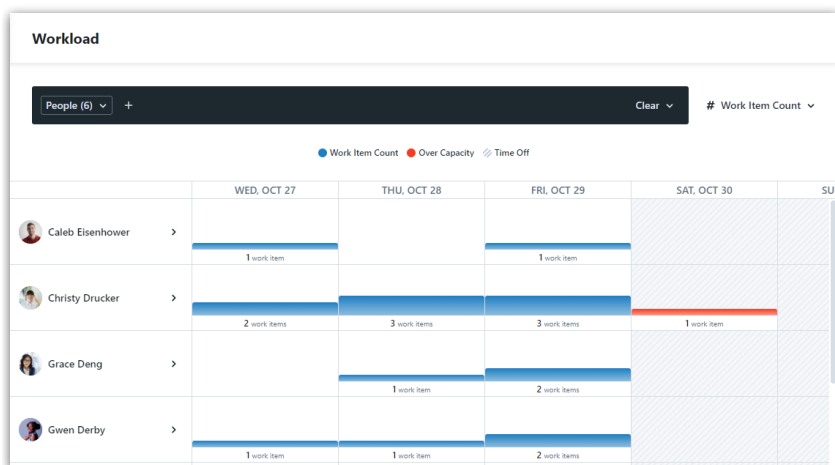 Workload
People (6) +
Clear
# Work Item Count
Work Item Count Over Capacity Time Off
WED, OCT 27 THU, OCT 28 FRI, OCT 29 SAT, OCT 30 SU
Caleb Eisenhower
1 work item 1 work item
Christy Drucker
2 work items 3 work items 3 work items 1 work item
Grace Deng
1 work item 2 work items
Gwen Derby
1 work item 1 work item 2 work items